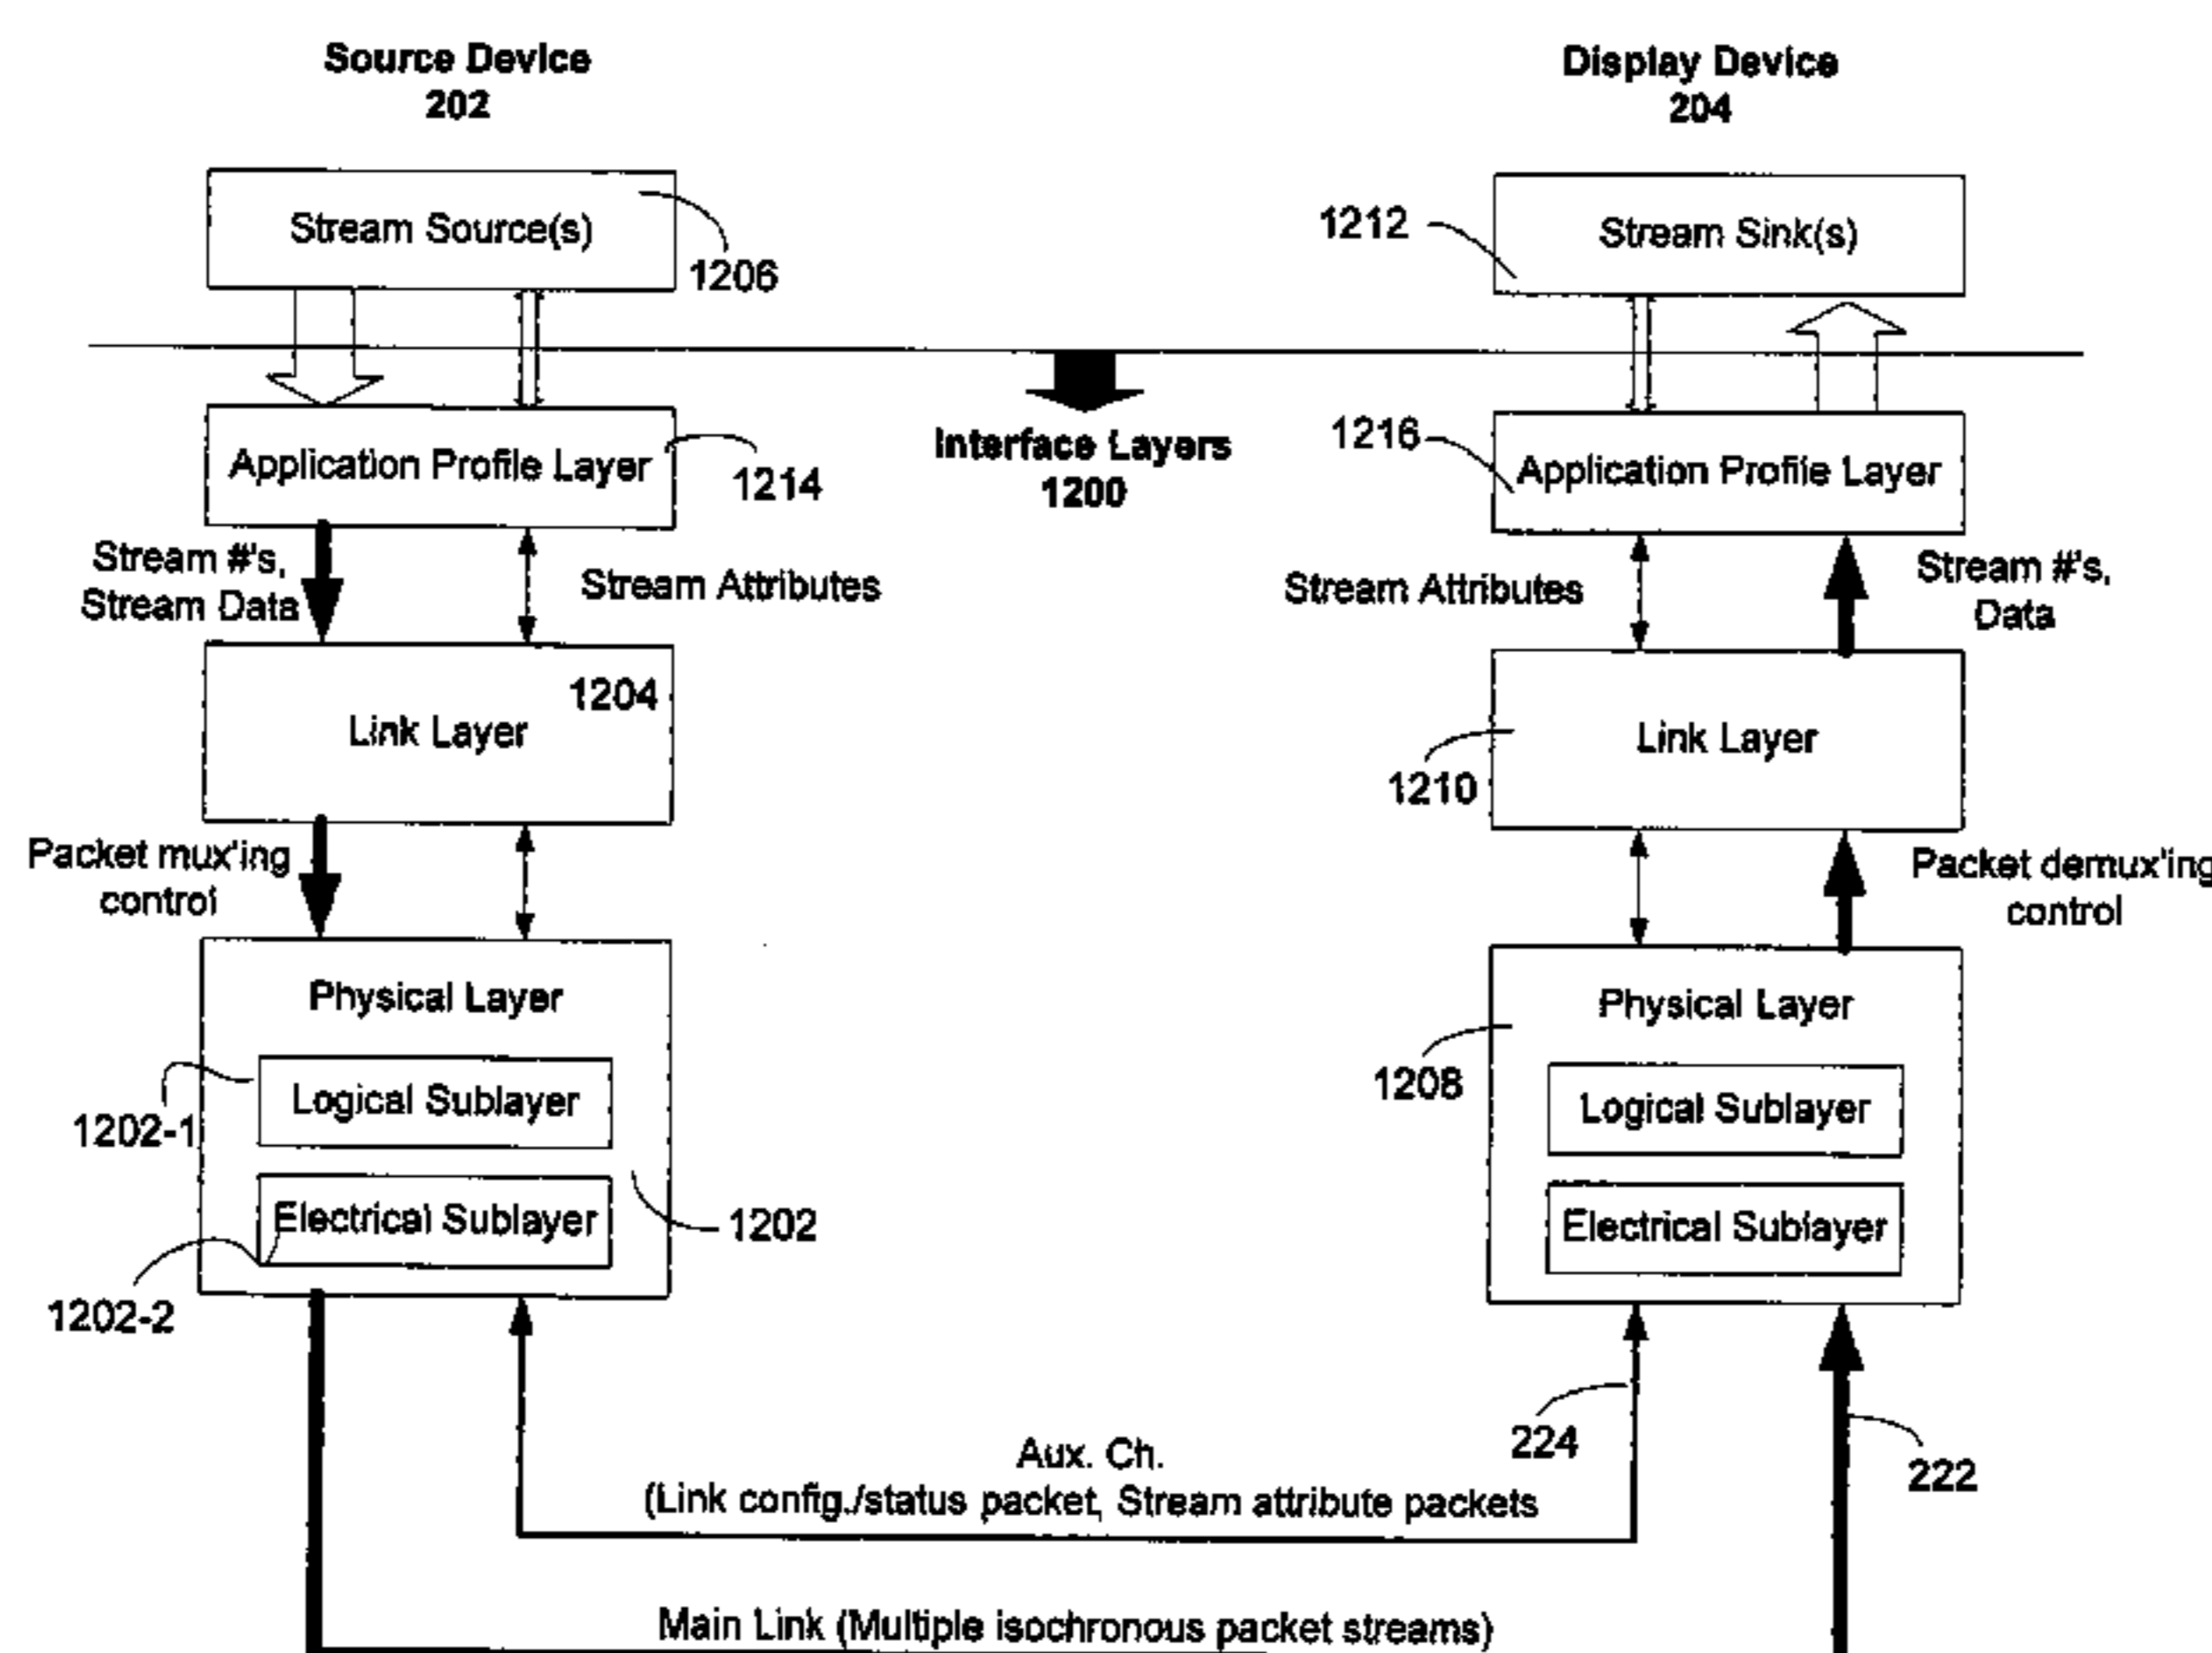 Source Device
202
Display Device
204
Stream Source(s)
1206
1212
Stream Sink(s)
Application Profile Layer
1214
Interface Layers
1200
1216
Application Profile Layer
Stream #'s,
Stream Data
Stream Attributes
Stream Attributes
Stream #'s,
Data
1204
Link Layer
Link Layer
1210
Packet mux'ing
control
Packet demux'ing
control
Physical Layer
Physical Layer
1208
1202-1
Logical Sublayer
Logical Sublayer
Electrical Sublayer
1202
Electrical Sublayer
1202-2
224
222
Aux. Ch.
(Link config./status packet, Stream attribute packets
Main Link (Multiple isochronous packet streams)